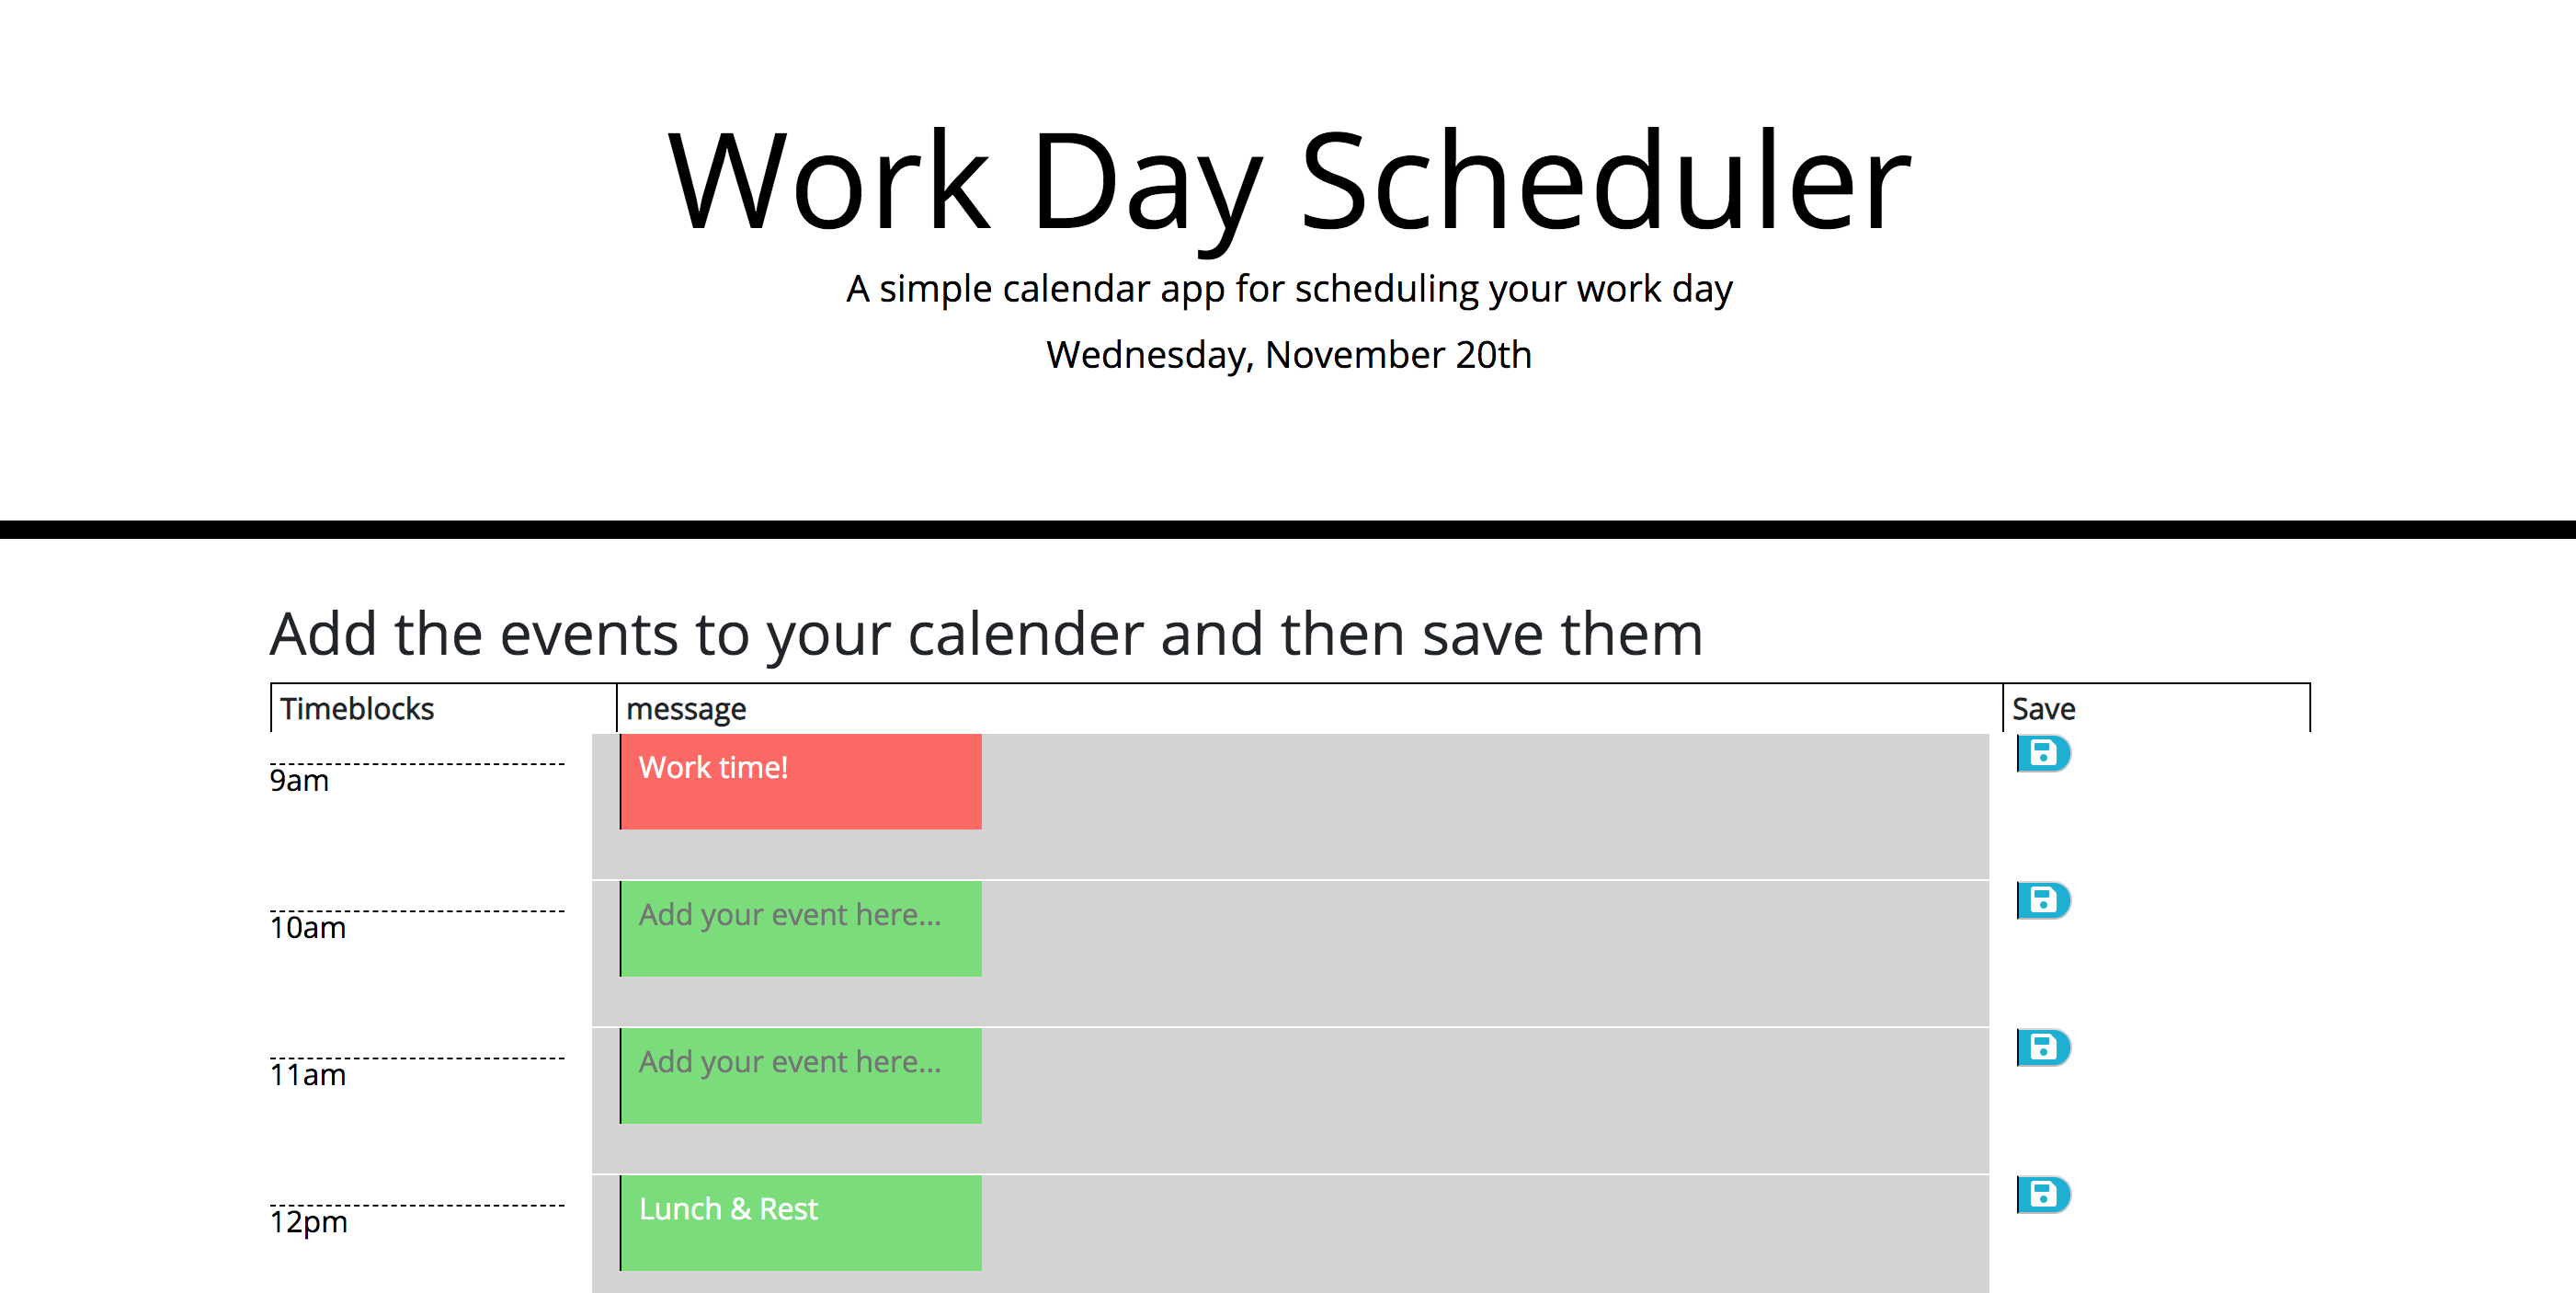 Work Day Scheduler
A simple calendar app for scheduling your work day
Wednesday, November 20th
Add the events to your calender and then save them
Timeblocks message Save
9am Work time!
10am Add your event here...
11am Add your event here...
12pm Lunch & Rest